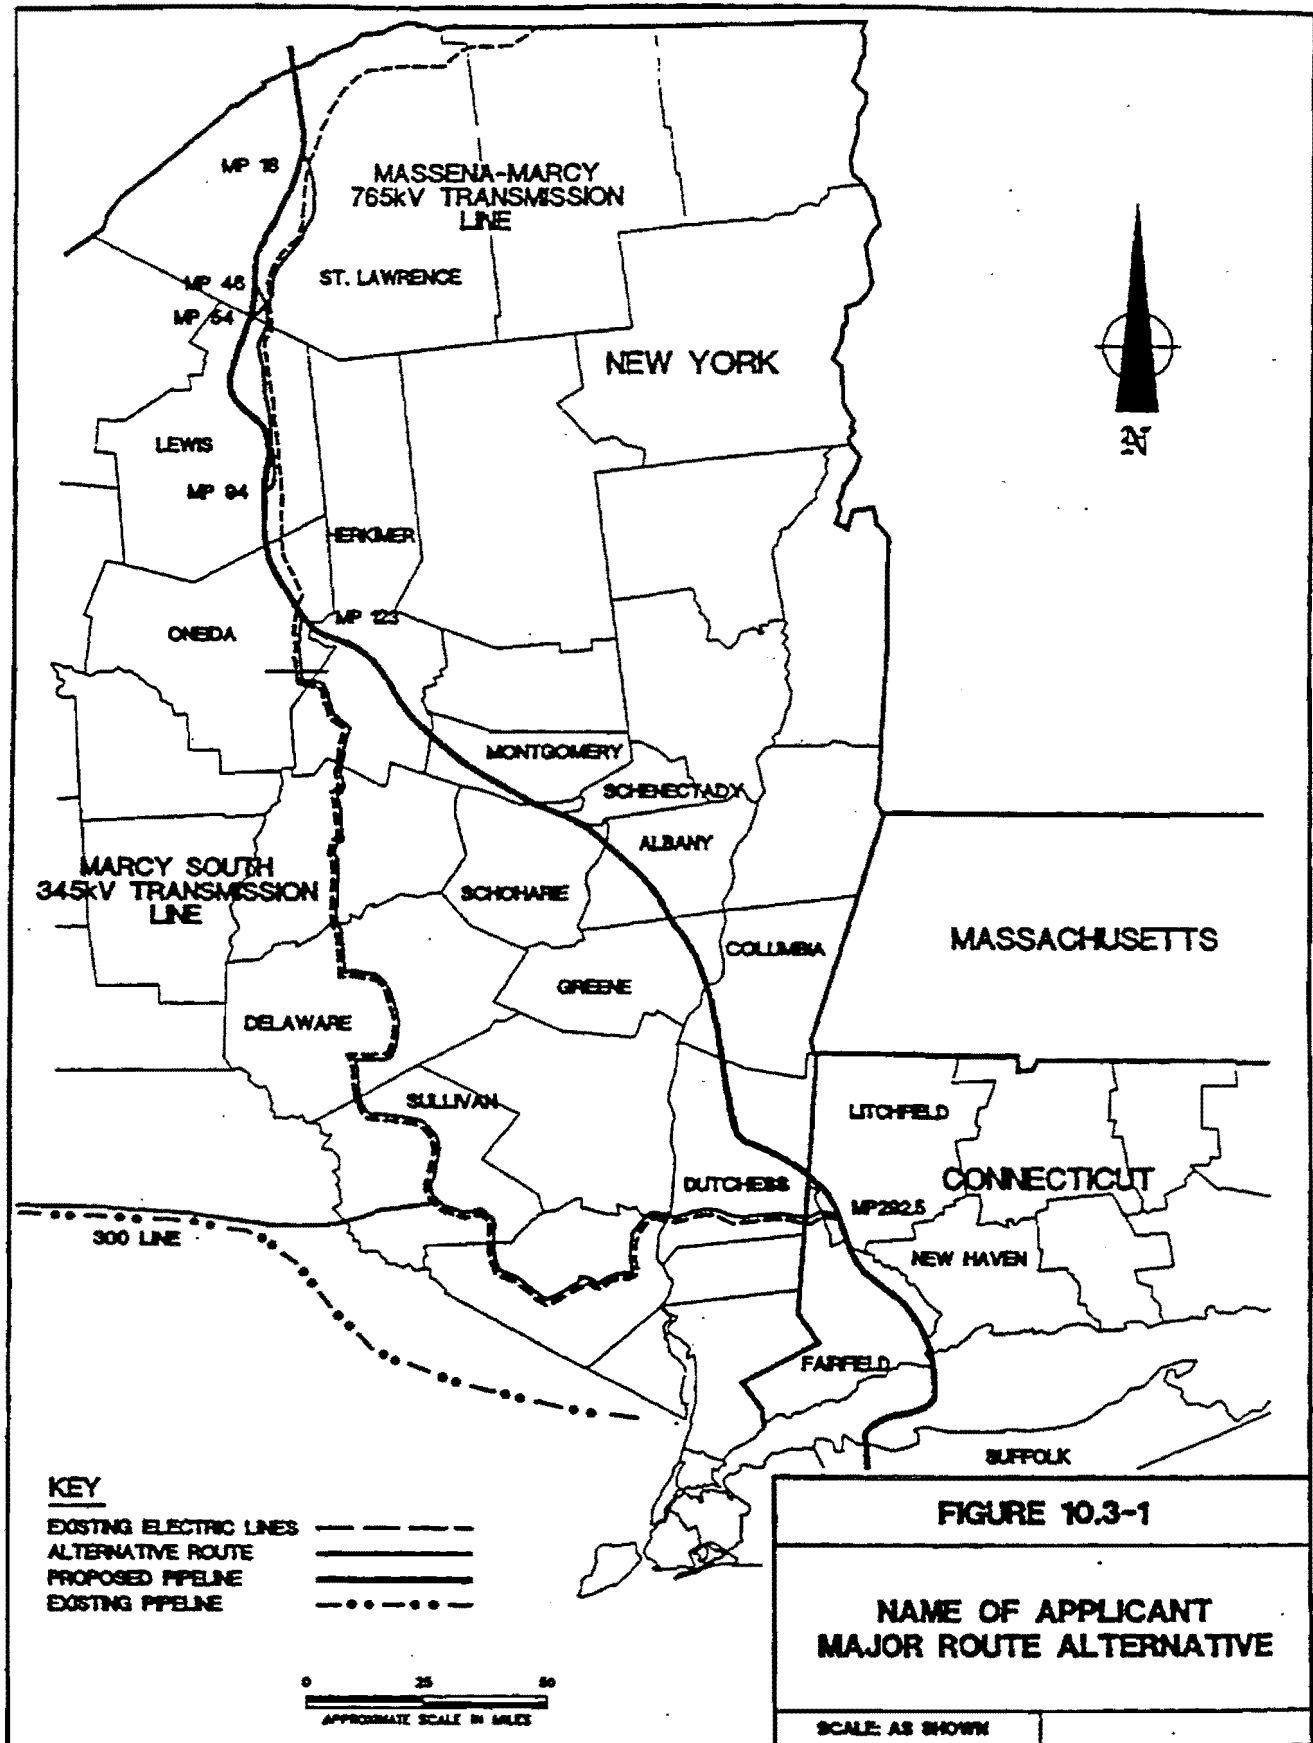 MP 18
MASSENA-MARCY
765kV TRANSMISSION
LINE
MP 46
ST. LAWRENCE
MP 54
NEW YORK
LEWIS
MP 94
HERKIMER
N
MP 123
ONEIDA
MONTGOMERY
SCHENECTADY
ALBANY
MARCY SOUTH
345kV TRANSMISSION
LINE
SCHOHARIE
COLUMBIA
MASSACHUSETTS
GREENE
DELAWARE
SULLIVAN
LITCHFIELD
DUTCHESS
CONNECTICUT
MP292.5
300 LINE
NEW HAVEN
FAIRFIELD
SUFFOLK
KEY
EXISTING ELECTRIC LINES
ALTERNATIVE ROUTE
PROPOSED PIPELINE
EXISTING PIPELINE
0 25 50
APPROXIMATE SCALE IN MILES
FIGURE 10.3-1
NAME OF APPLICANT
MAJOR ROUTE ALTERNATIVE
SCALE: AS SHOWN